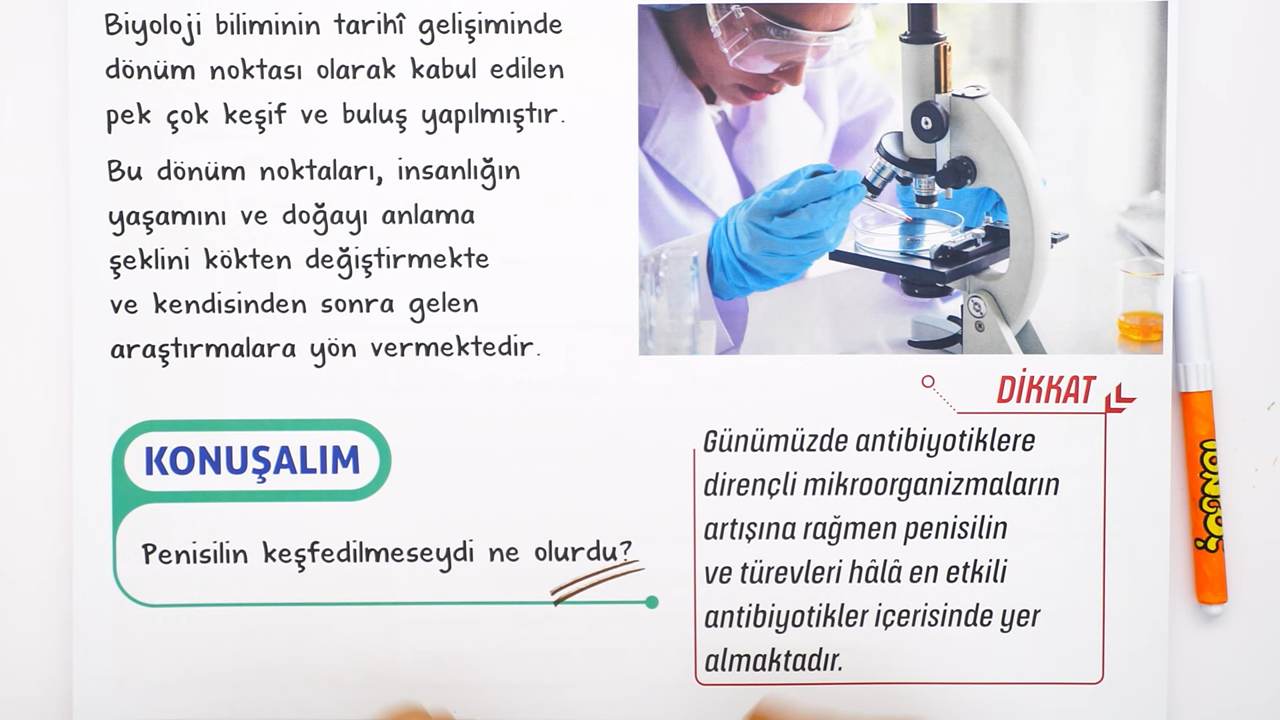 Biyoloji biliminin tarihî gelişiminde
dönüm noktası olarak kabul edilen
pek çok keşif ve buluş yapılmıştır.
Bu dönüm noktaları, insanlığın
yaşamını ve doğayı anlama
şeklini kökten değiştirmekte
ve kendisinden sonra gelen
araştırmalara yön vermektedir.
KONUŞALIM
Penisilin keşfedilmeseydi ne olurdu?
DİKKAT
Günümüzde antibiyotiklere
dirençli mikroorganizmaların
artışına rağmen penisilin
ve türevleri hâlâ en etkili
antibiyotikler içerisinde yer
almaktadır.